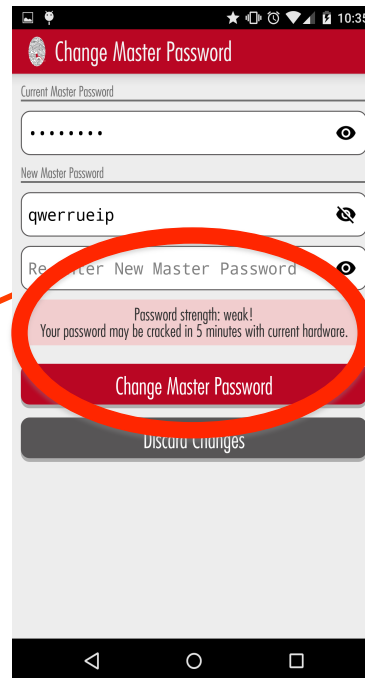 10:35
Change Master Password
Current Master Password
........
New Master Password
qwerrueip
Re-enter New Master Password
Password strength: weak!
Your password may be cracked in 5 minutes with current hardware.
Change Master Password
Discard Changes